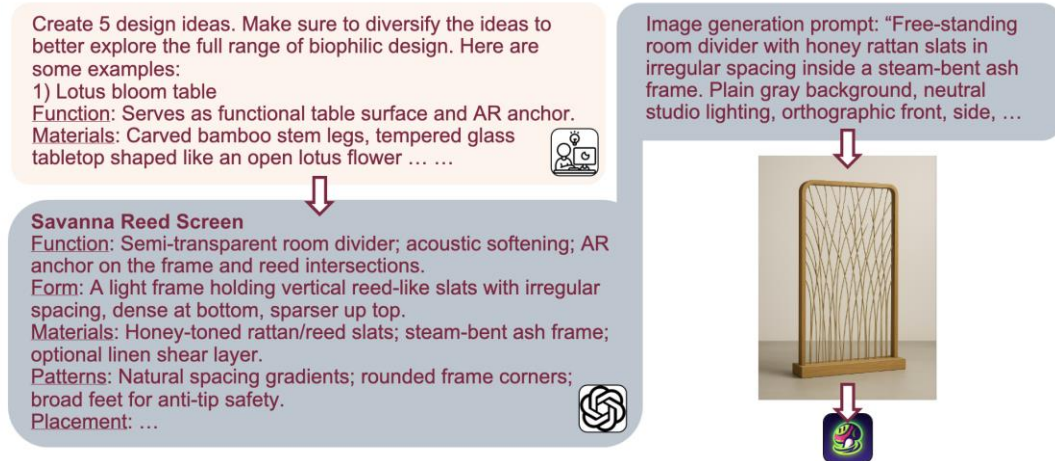 Create 5 design ideas. Make sure to diversify the ideas to
better explore the full range of biophilic design. Here are
some examples:
1) Lotus bloom table
Function: Serves as functional table surface and AR anchor.
Materials: Carved bamboo stem legs, tempered glass
tabletop shaped like an open lotus flower … …
Savanna Reed Screen
Function: Semi-transparent room divider; acoustic softening; AR
anchor on the frame and reed intersections.
Form: A light frame holding vertical reed-like slats with irregular
spacing, dense at bottom, sparser up top.
Materials: Honey-toned rattan/reed slats; steam-bent ash frame;
optional linen shear layer.
Patterns: Natural spacing gradients; rounded frame corners;
broad feet for anti-tip safety.
Placement: …
Image generation prompt: “Free-standing
room divider with honey rattan slats in
irregular spacing inside a steam-bent ash
frame. Plain gray background, neutral
studio lighting, orthographic front, side, …